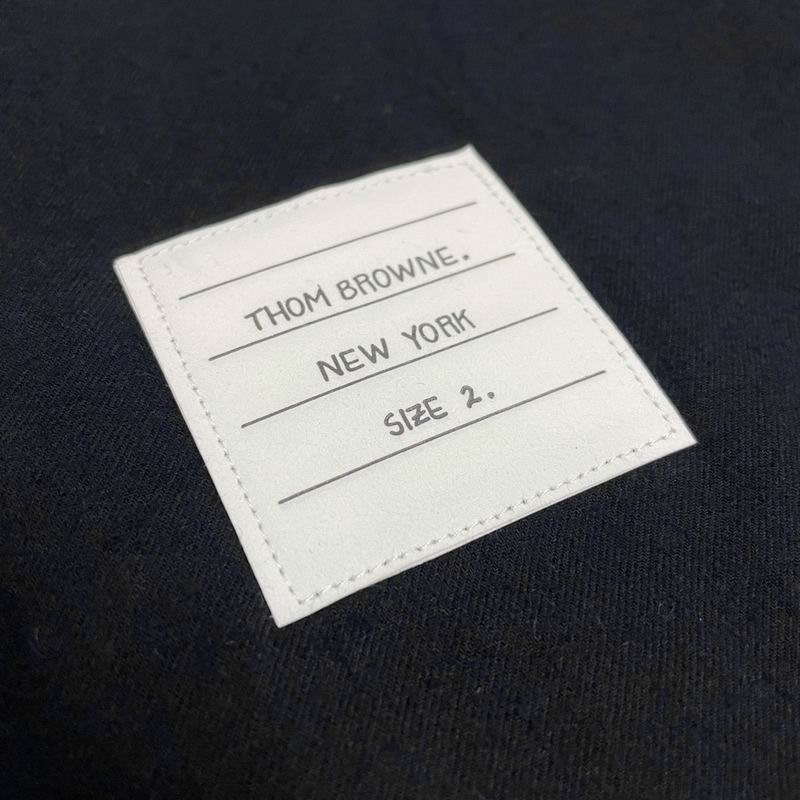 THOM BROWNE.
NEW YORK
SIZE 2.